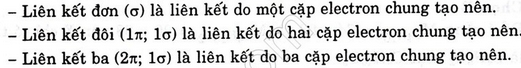 – Liên kết đơn (σ) là liên kết do một cặp electron chung tạo nên.
– Liên kết đôi (1π; 1σ) là liên kết do hai cặp electron chung tạo nên.
– Liên kết ba (2π; 1σ) là liên kết do ba cặp electron chung tạo nên.